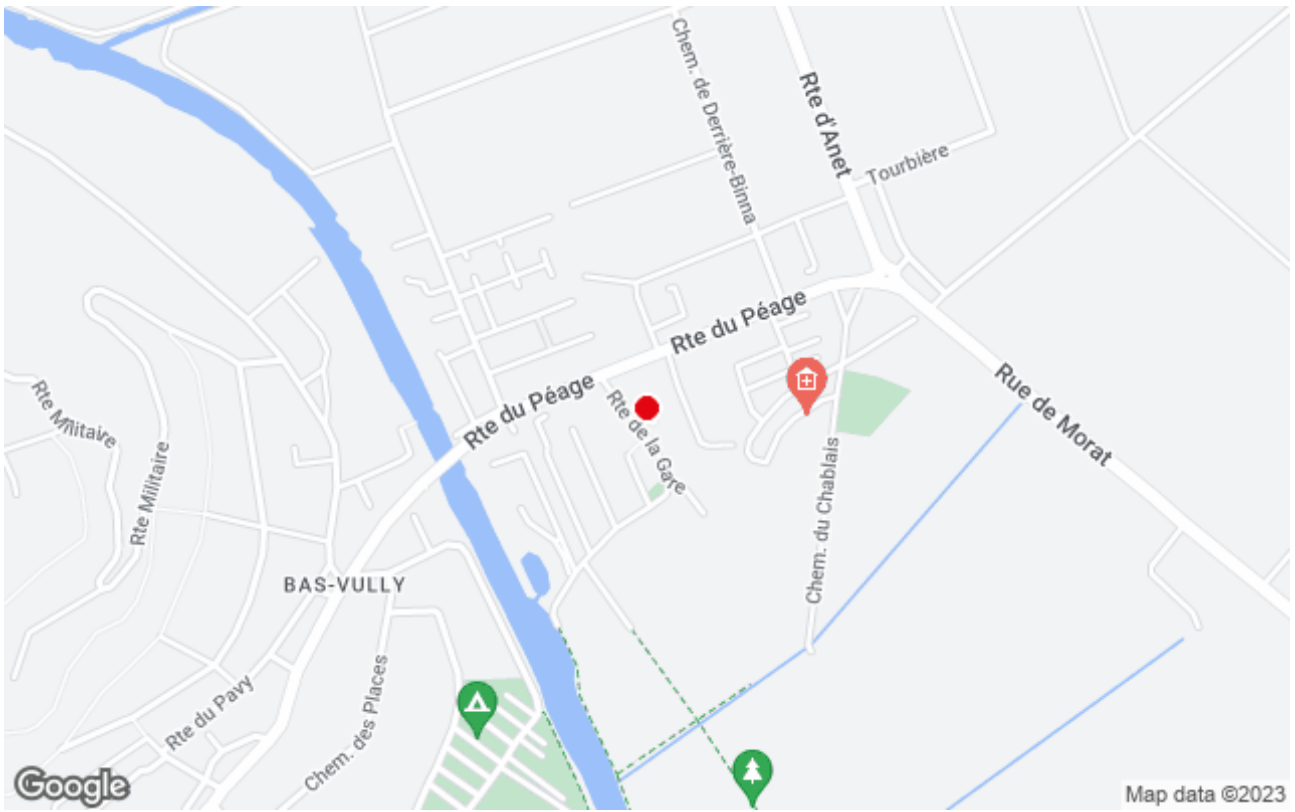 Chem. de Derrière-Binna
Rte d'Anet
Tourbière
Rte du Péage
Rte du Péage
Rue de Morat
Rte de la Gare
Rte Militaire
Rte Militaire
Chem. du Chablais
BAS-VULLY
Rte du Pavy
Chem. des Places
Google
Map data ©2023